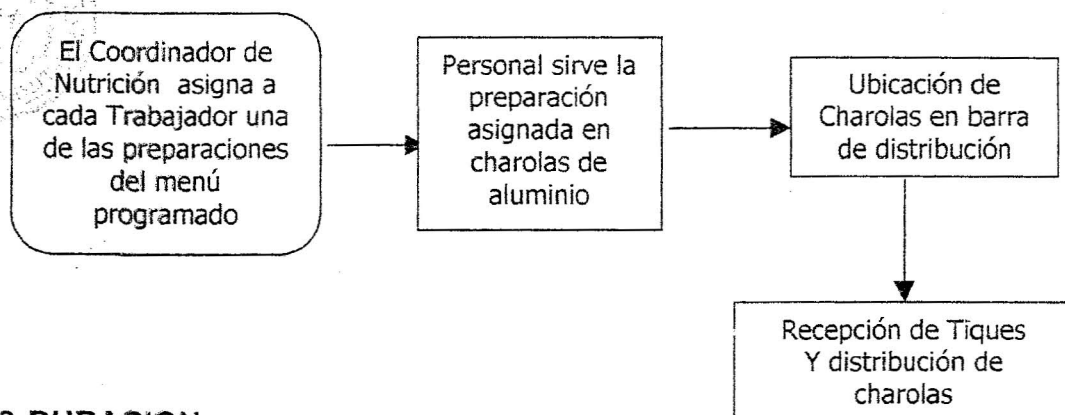 El Coordinador de
Nutrición asigna a
cada Trabajador una
de las preparaciones
del menú
programado
Personal sirve la
preparación
asignada en
charolas de
aluminio
Ubicación de
Charolas en barra
de distribución
Recepción de Tiques
Y distribución de
charolas
DURACION